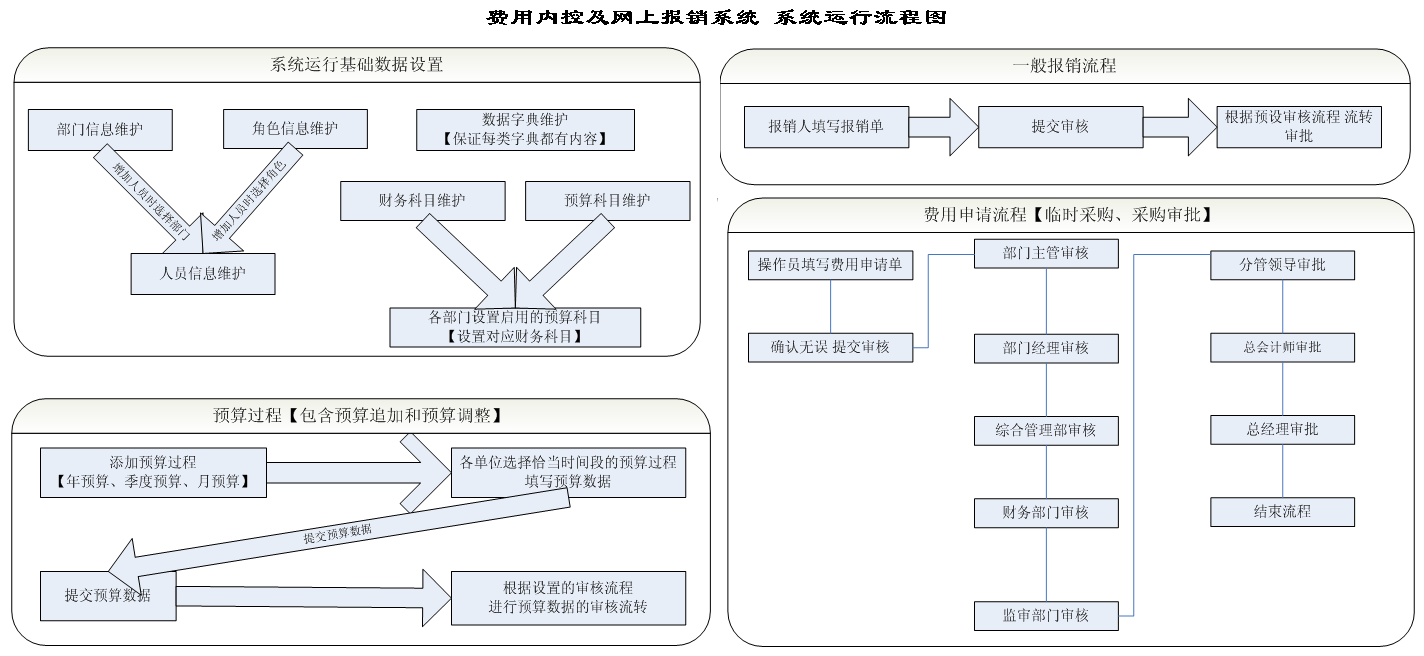 费用内控及网上报销系统 系统运行流程图
系统运行基础数据设置
部门信息维护
角色信息维护
数据字典维护
【保证每类字典都有内容】
增加人员时选择部门
增加人员时选择角色
财务科目维护
预算科目维护
人员信息维护
各部门设置启用的预算科目
【设置对应财务科目】
一般报销流程
报销人填写报销单
提交审核
根据预设审核流程 流转
审批
预算过程【包含预算追加和预算调整】
添加预算过程
【年预算、季度预算、月预算】
各单位选择恰当时间段的预算过程
填写预算数据
提交预算数据
提交预算数据
根据设置的审核流程
进行预算数据的审核流转
费用申请流程【临时采购、采购审批】
操作员填写费用申请单
确认无误 提交审核
部门主管审核
部门经理审核
综合管理部审核
财务部门审核
监审部门审核
分管领导审批
总会计师审批
总经理审批
结束流程